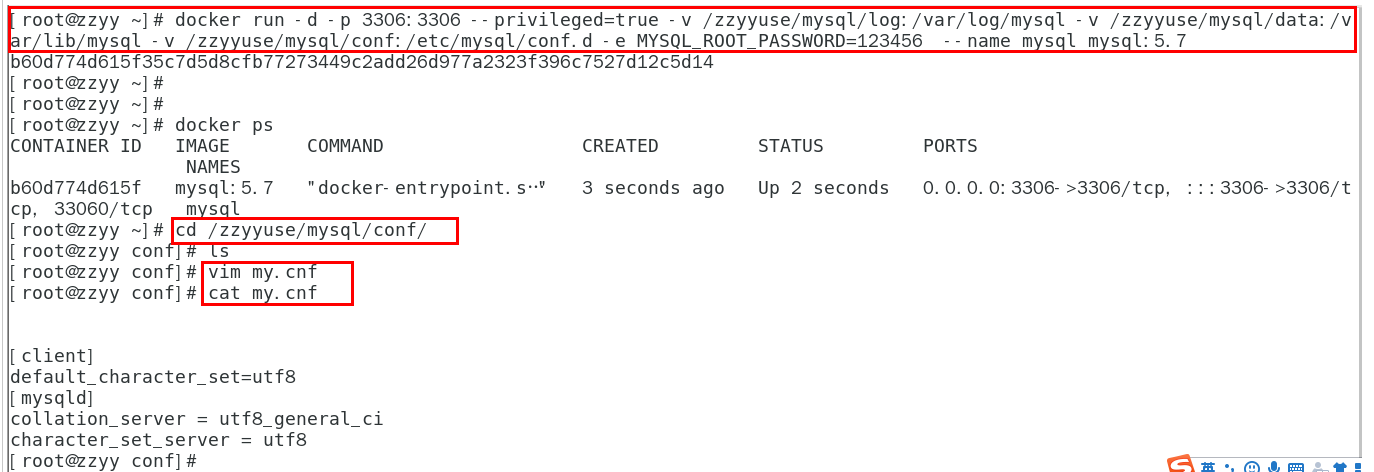 [root@zzyy ~]# docker run -d -p 3306:3306 --privileged=true -v /zzyyuse/mysql/log:/var/log/mysql -v /zzyyuse/mysql/data:/v
ar/lib/mysql -v /zzyyuse/mysql/conf:/etc/mysql/conf.d -e MYSQL_ROOT_PASSWORD=123456  --name mysql mysql:5.7
b60d774d615f35c7d5d8cfb77273449c2add26d977a2323f396c7527d12c5d14
[root@zzyy ~]#
[root@zzyy ~]#
[root@zzyy ~]# docker ps
CONTAINER ID   IMAGE       COMMAND                  CREATED         STATUS         PORTS
                NAMES
b60d774d615f   mysql:5.7   "docker-entrypoint.s…"   3 seconds ago   Up 2 seconds   0.0.0.0:3306->3306/tcp, :::3306->3306/t
cp, 33060/tcp   mysql
[root@zzyy ~]# cd /zzyyuse/mysql/conf/
[root@zzyy conf]# ls
[root@zzyy conf]# vim my.cnf
[root@zzyy conf]# cat my.cnf
[client]
default_character_set=utf8
[mysqld]
collation_server = utf8_general_ci
character_set_server = utf8
[root@zzyy conf]#
英